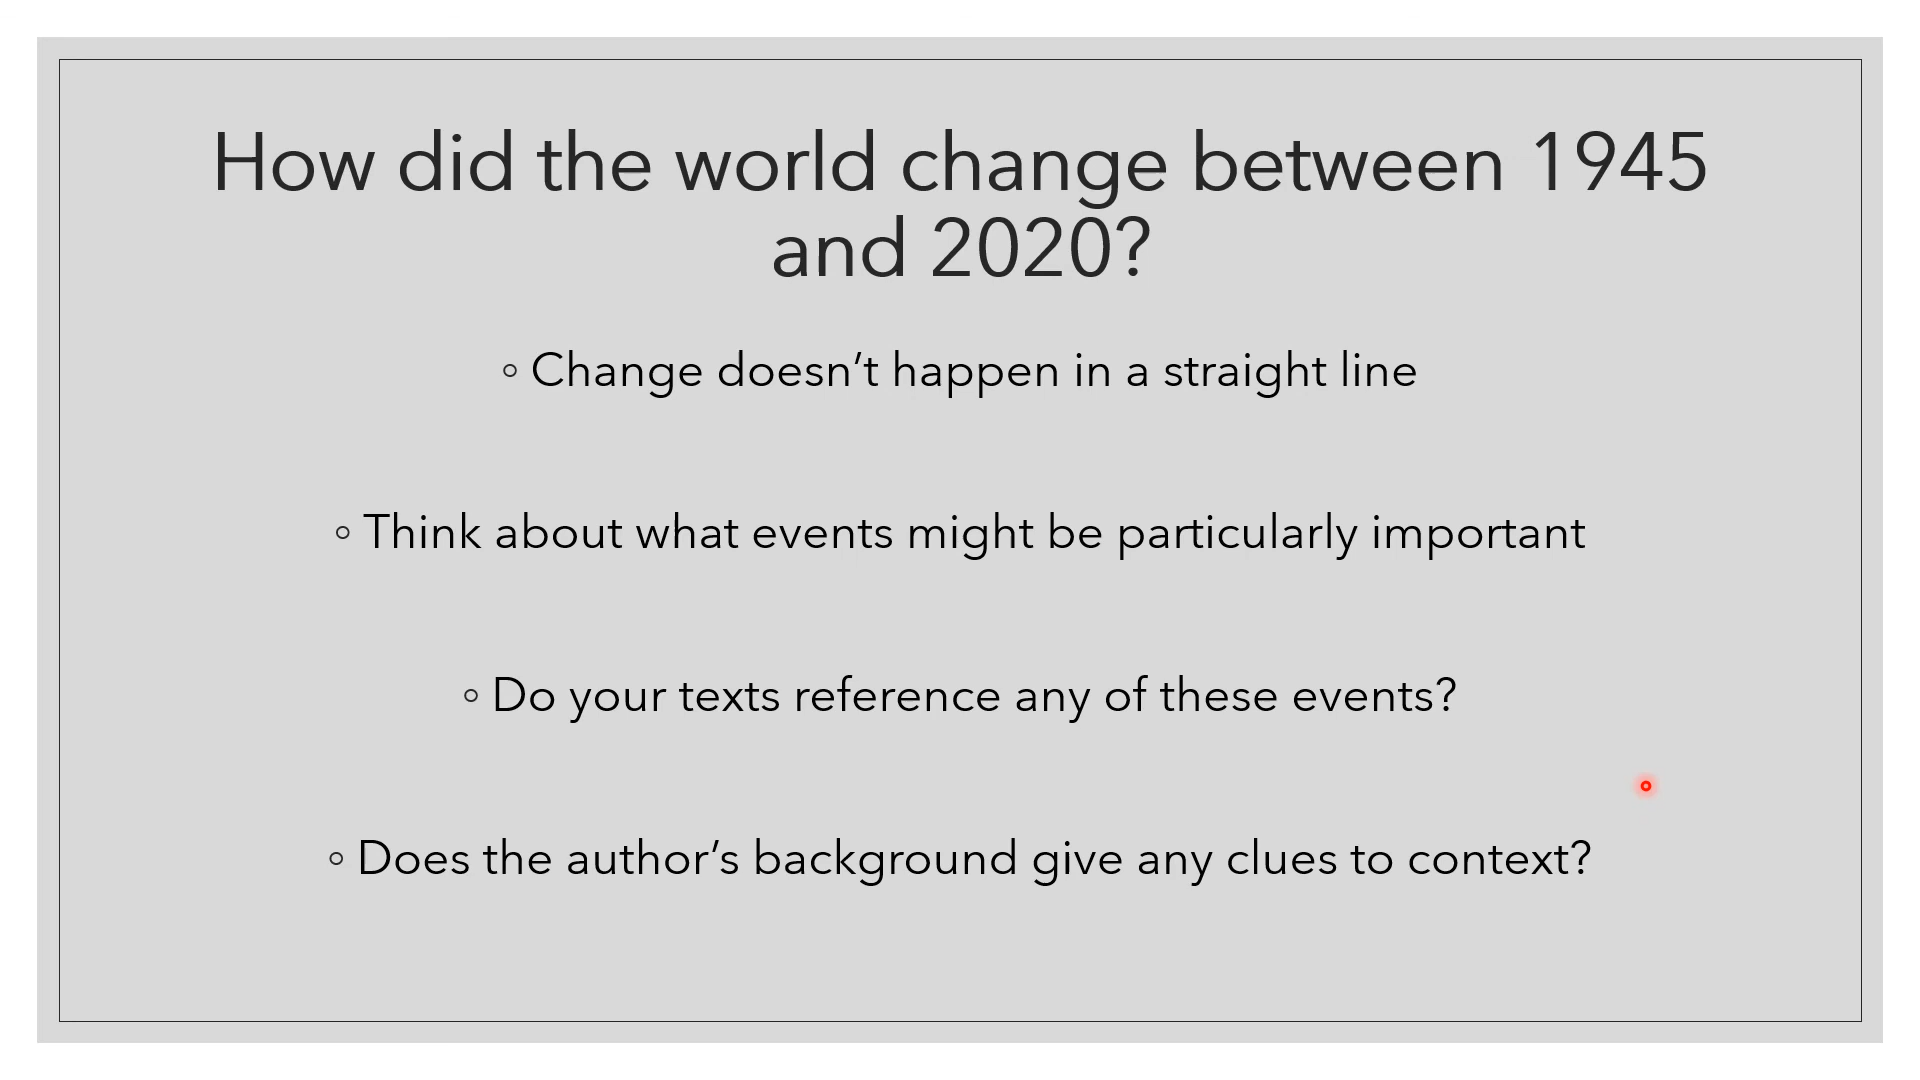 How did the world change between 1945
and 2020?
◦ Change doesn’t happen in a straight line
◦ Think about what events might be particularly important
◦ Do your texts reference any of these events?
◦ Does the author’s background give any clues to context?